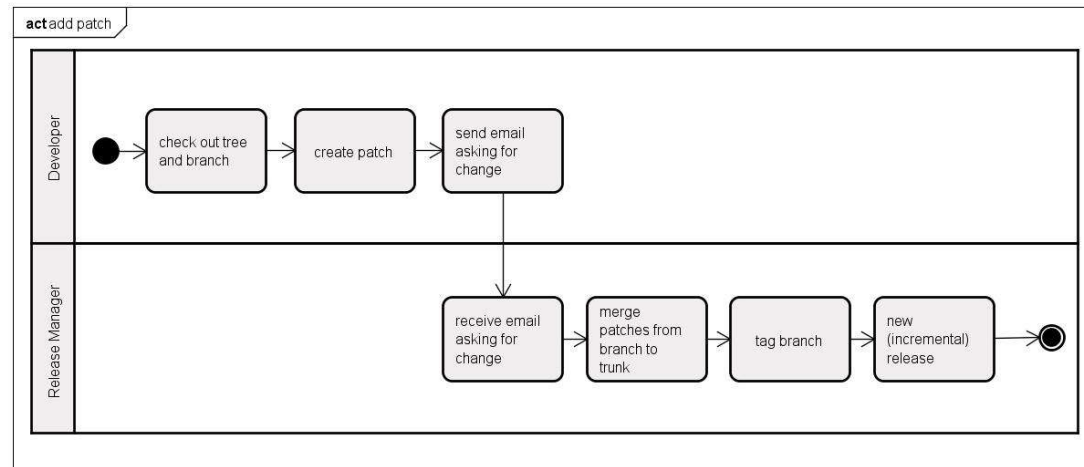 act add patch
Developer
check out tree
and branch
create patch
send email
asking for
change
Release Manager
receive email
asking for
change
merge
patches from
branch to
trunk
tag branch
new
(incremental)
release